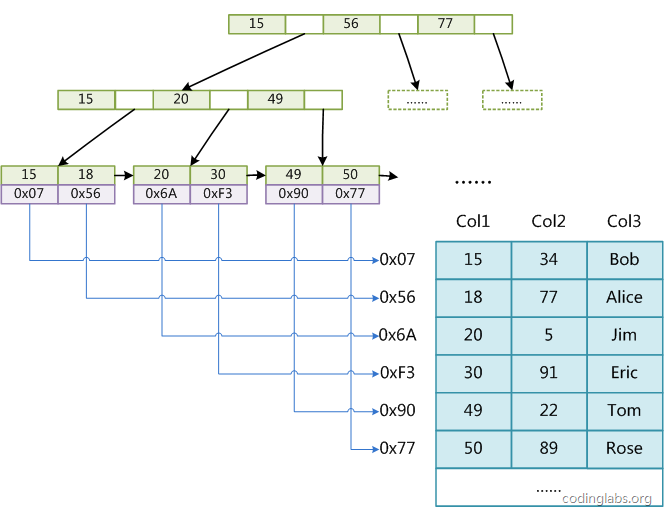 15 56 77
15 20 49
...... ......
15 18 20 30 49 50
0x07 0x56 0x6A 0xF3 0x90 0x77
......
Col1 Col2 Col3
0x07 15 34 Bob
0x56 18 77 Alice
0x6A 20 5 Jim
0xF3 30 91 Eric
0x90 49 22 Tom
0x77 50 89 Rose
......
codinglabs.org